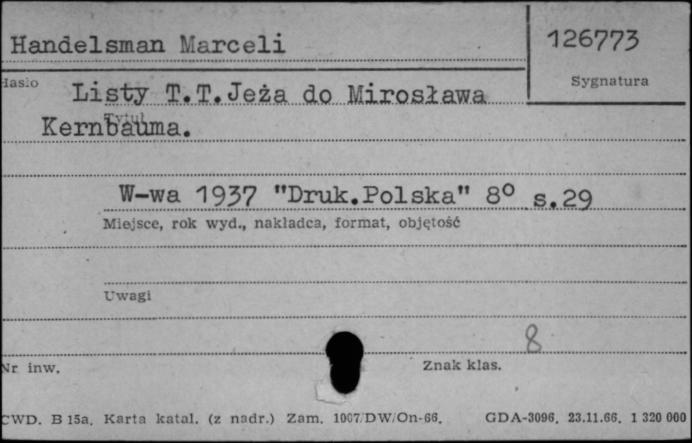 Handelsman Marceli
126773
Hasło
Sygnatura
Listy T.T.Jeża do Mirosława
Tytuł
Kernbauma.
W-wa 1937 "Druk.Polska" 8° s.29
Miejsce, rok wyd., nakładca, format, objętość
Uwagi
8
Nr inw.
Znak klas.
CWD. B 15a. Karta katal. (z nadr.) Zam. 1007/DW/On-66. GDA-3096. 23.11.66. 1 320 000